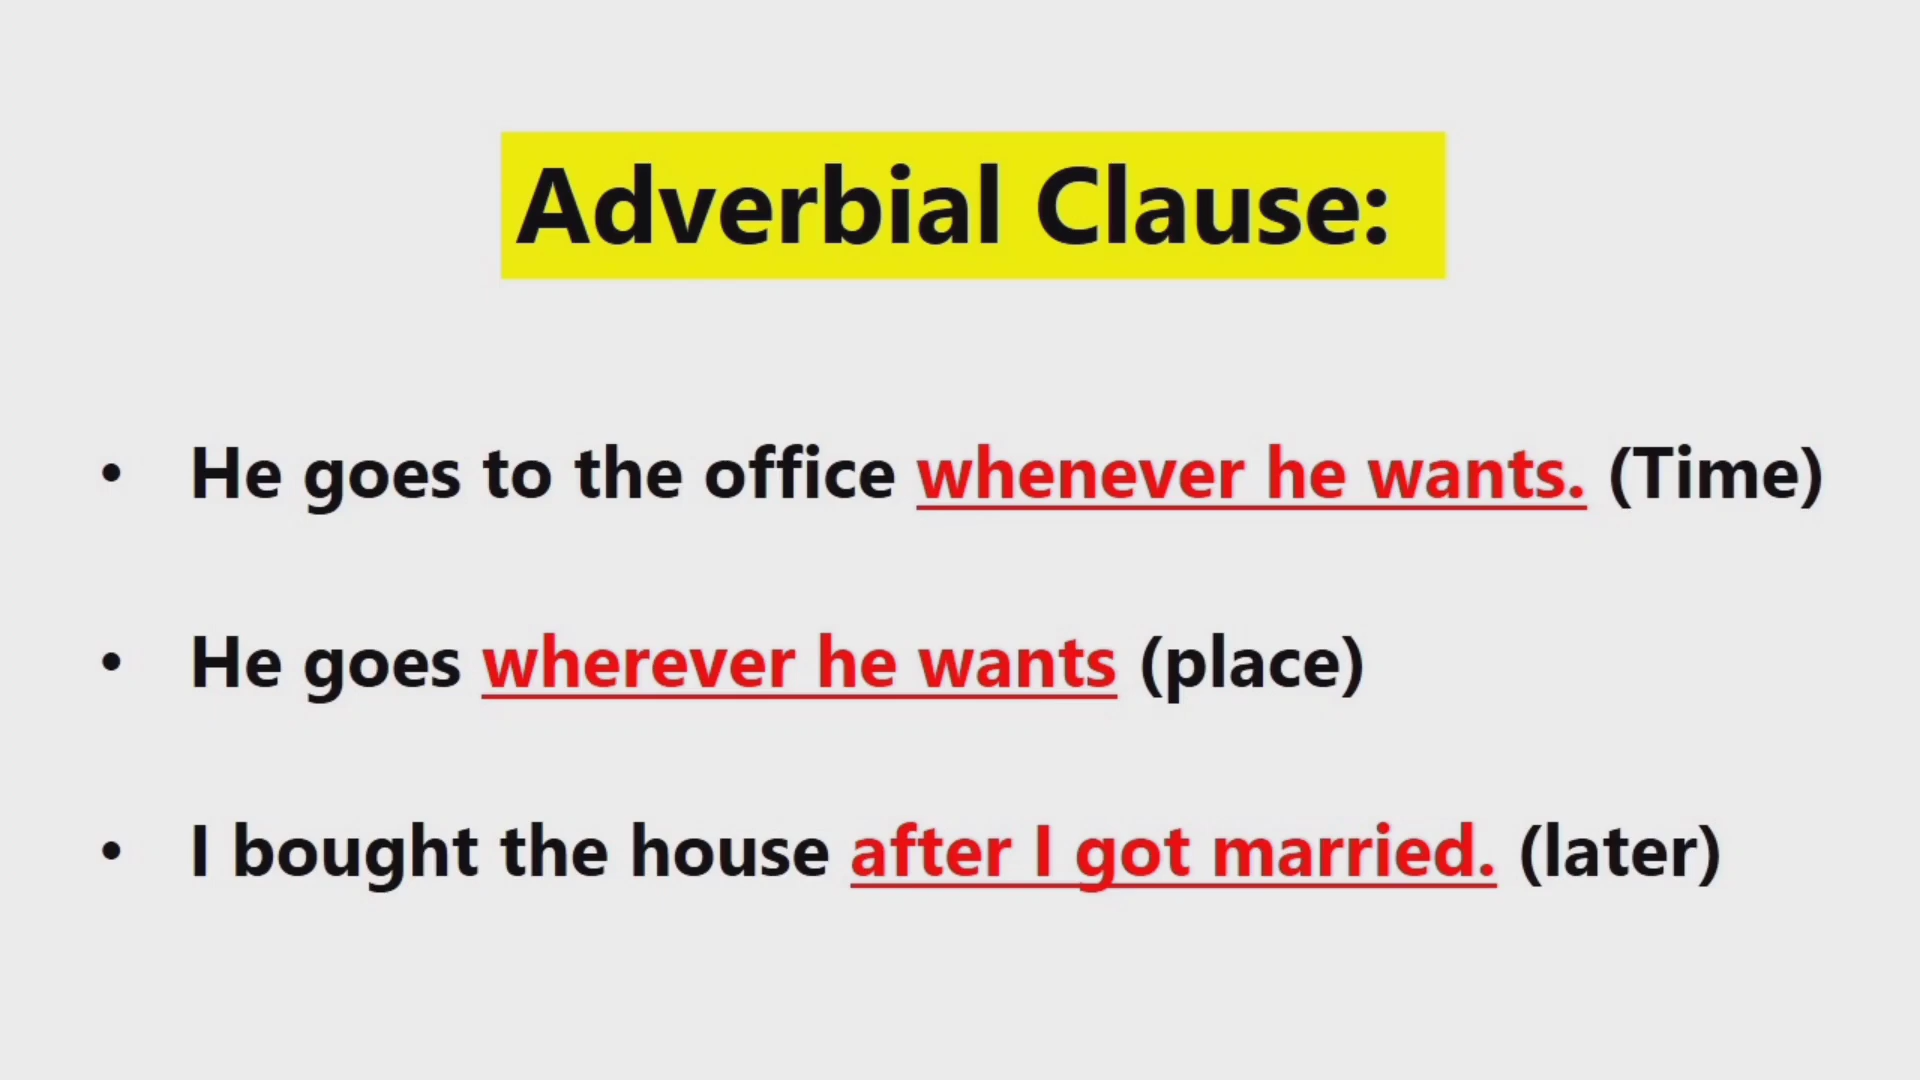 Adverbial Clause:
• He goes to the office whenever he wants. (Time)
• He goes wherever he wants (place)
• I bought the house after I got married. (later)